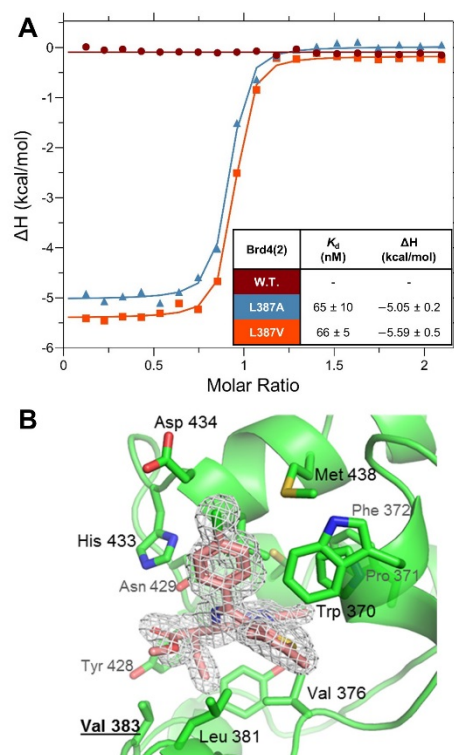 A
ΔH (kcal/mol)
0
-1
-2
-3
-4
-5
-6
Brd4(2) Kd (nM) ΔH (kcal/mol)
W.T. - -
L387A 65 ± 10 −5.05 ± 0.2
L387V 66 ± 5 −5.59 ± 0.5
0 0.5 1 1.5 2
Molar Ratio
B
Asp 434
Met 438
Phe 372
His 433
Pro 371
Asn 429
Trp 370
Tyr 428
Val 376
Val 383
Leu 381